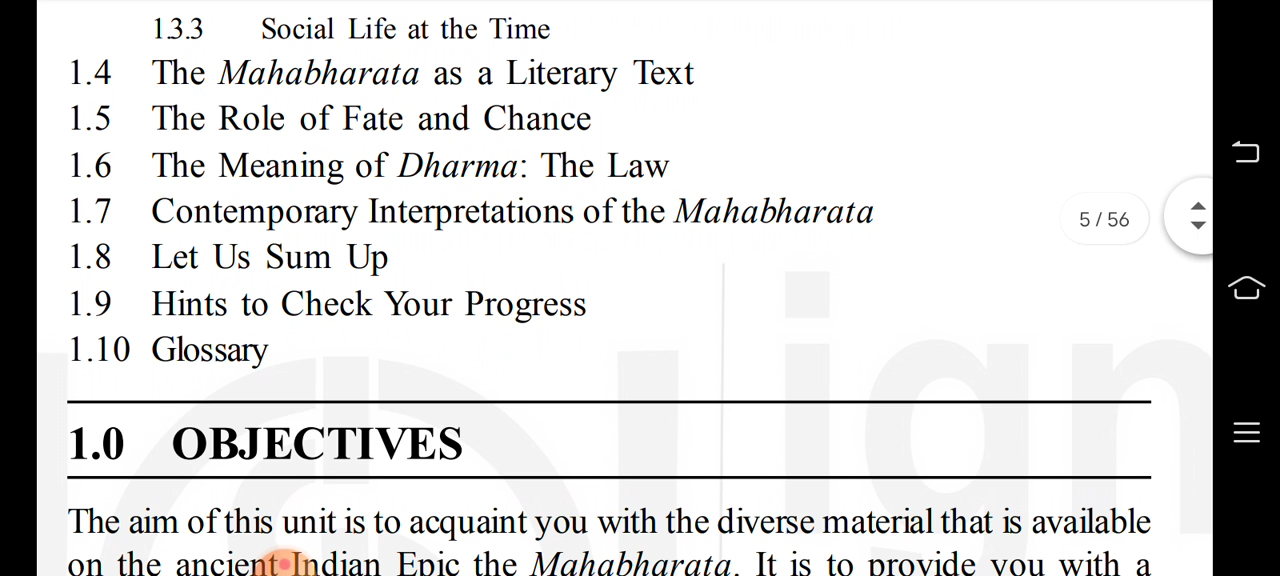 1.3.3 Social Life at the Time
1.4 The Mahabharata as a Literary Text
1.5 The Role of Fate and Chance
1.6 The Meaning of Dharma: The Law
1.7 Contemporary Interpretations of the Mahabharata
5 / 56
1.8 Let Us Sum Up
1.9 Hints to Check Your Progress
1.10 Glossary
ign
1.0 OBJECTIVES
The aim of this unit is to acquaint you with the diverse material that is available
on the ancient Indian Epic the Mahabharata. It is to provide you with a